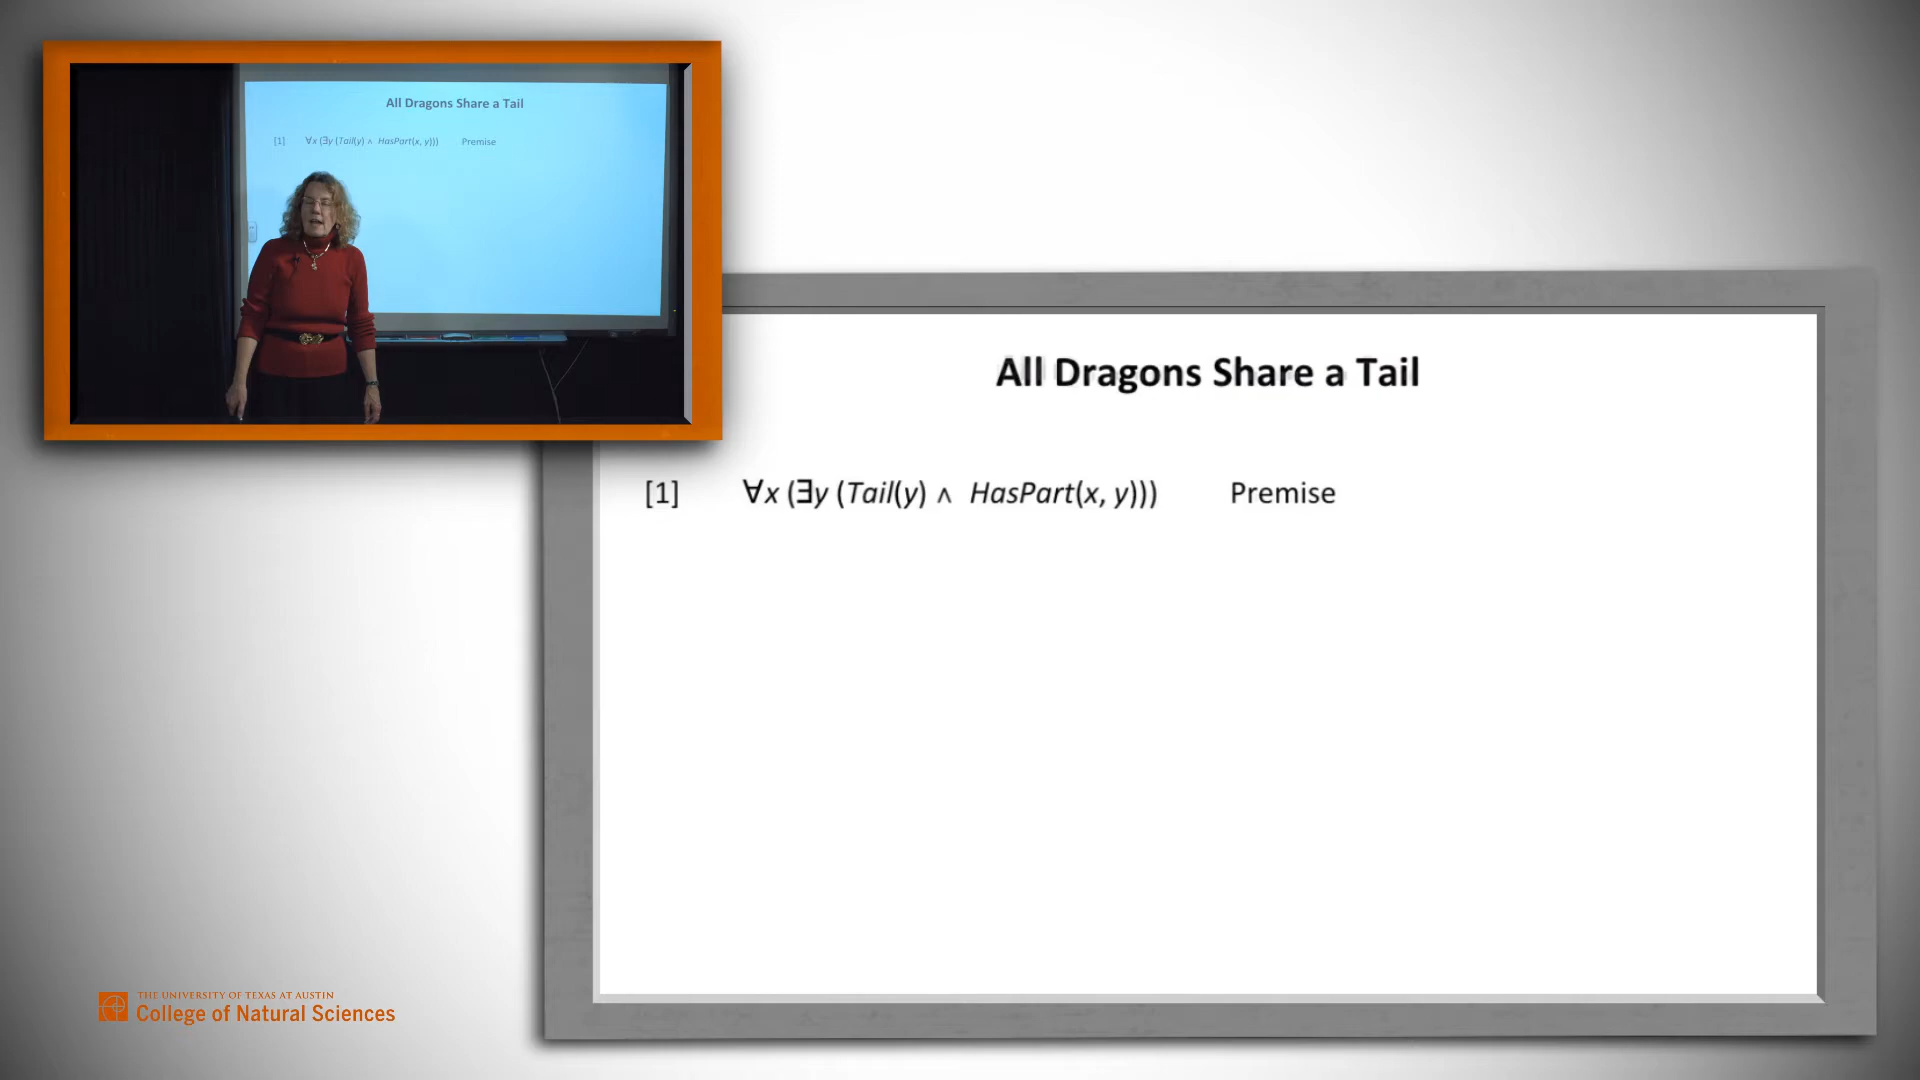 All Dragons Share a Tail
[1] ∀x (∃y (Tail(y) ∧ HasPart(x, y))) Premise
All Dragons Share a Tail
[1] ∀x (∃y (Tail(y) ∧ HasPart(x, y))) Premise
THE UNIVERSITY OF TEXAS AT AUSTIN
College of Natural Sciences